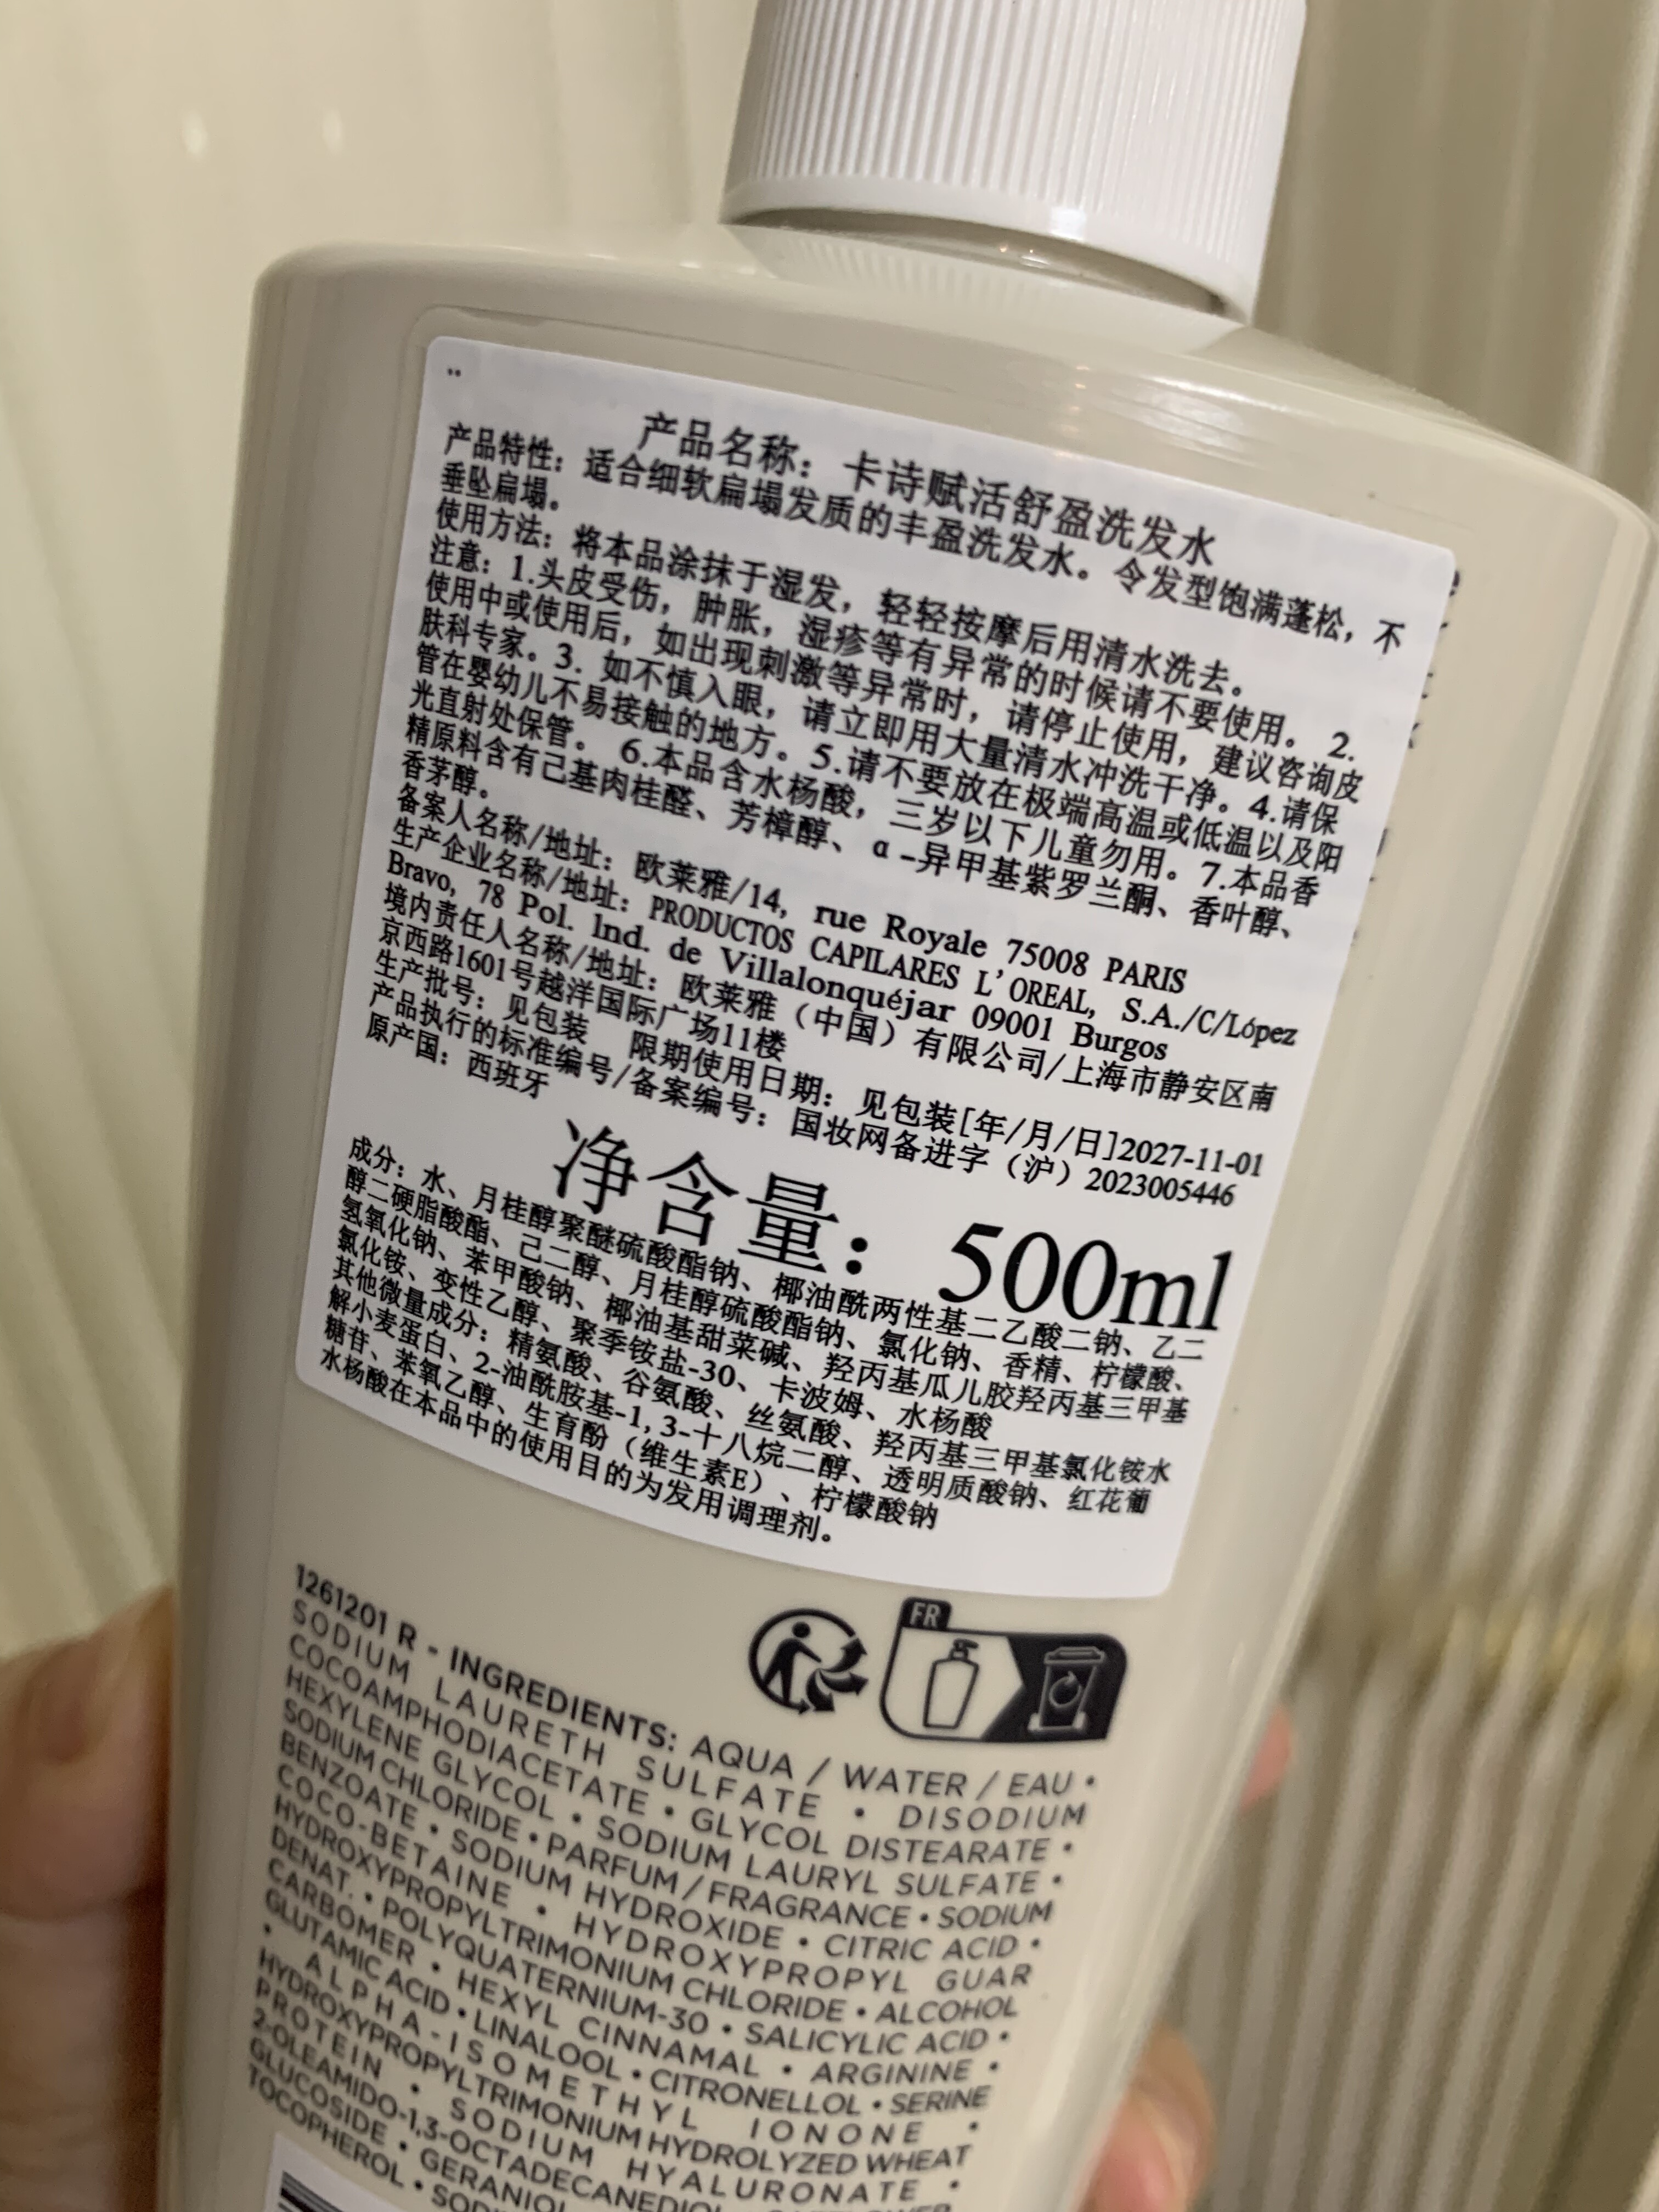 产品名称：卡诗赋活舒盈洗发水
产品特性：适合细软扁塌发质的丰盈洗发水。令发型饱满蓬松，不
垂坠扁塌。
使用方法：将本品涂抹于湿发，轻轻按摩后用清水洗去。
注意：1.头皮受伤，肿胀，湿疹等有异常的时候请不要使用。2.
使用中或使用后，如出现刺激等异常时，请停止使用，建议咨询皮
肤科专家。3. 如不慎入眼，请立即用大量清水冲洗干净。4.请保
管在婴幼儿不易接触的地方。5.请不要放在极端高温或低温以及阳
光直射处保管。 6.本品含水杨酸，三岁以下儿童勿用。7.本品香
精原料含有己基肉桂醛、芳樟醇、α-异甲基紫罗兰酮、香叶醇、
香茅醇。
备案人名称/地址：欧莱雅/14, rue Royale 75008 PARIS
生产企业名称/地址：PRODUCTOS CAPILARES L'OREAL, S.A./C/López
Bravo, 78 Pol. Ind. de Villalonquéjar 09001 Burgos
境内责任人名称/地址：欧莱雅（中国）有限公司/上海市静安区南
京西路1601号越洋国际广场11楼
生产批号：见包装 限期使用日期：见包装[年/月/日]2027-11-01
产品执行的标准编号/备案编号：国妆网备进字（沪）2023005446
原产国：西班牙
净含量：500ml
成分：水、月桂醇聚醚硫酸酯钠、椰油酰两性基二乙酸二钠、乙二
醇二硬脂酸酯、己二醇、月桂醇硫酸酯钠、氯化钠、香精、柠檬酸、
氢氧化钠、苯甲酸钠、椰油基甜菜碱、羟丙基瓜儿胶羟丙基三甲基
氯化铵、变性乙醇、聚季铵盐-30、卡波姆、水杨酸
其他微量成分：精氨酸、谷氨酸、丝氨酸、羟丙基三甲基氯化铵水
解小麦蛋白、2-油酰胺基-1,3-十八烷二醇、透明质酸钠、红花葡
糖苷、苯氧乙醇、生育酚（维生素E）、柠檬酸钠
水杨酸在本品中的使用目的为发用调理剂。
FR
1261201 R - INGREDIENTS: AQUA / WATER / EAU •
SODIUM LAURETH SULFATE • DISODIUM
COCOAMPHODIACETATE • GLYCOL DISTEARATE •
HEXYLENE GLYCOL • SODIUM LAURYL SULFATE •
SODIUM CHLORIDE • PARFUM / FRAGRANCE • SODIUM
BENZOATE • SODIUM HYDROXIDE • CITRIC ACID •
COCO-BETAINE • HYDROXYPROPYL GUAR
HYDROXYPROPYLTRIMONIUM CHLORIDE • ALCOHOL
DENAT. • POLYQUATERNIUM-30 • SALICYLIC ACID •
CARBOMER • HEXYL CINNAMAL • ARGININE •
GLUTAMIC ACID • LINALOOL • CITRONELLOL • SERINE
• ALPHA-ISOMETHYL IONONE •
HYDROXYPROPYLTRIMONIUM HYDROLYZED WHEAT
PROTEIN • SODIUM HYALURONATE •
2-OLEAMIDO-1,3-OCTADECANEDIOL
GLUCOSIDE • GERANIOL
TOCOPHEROL •